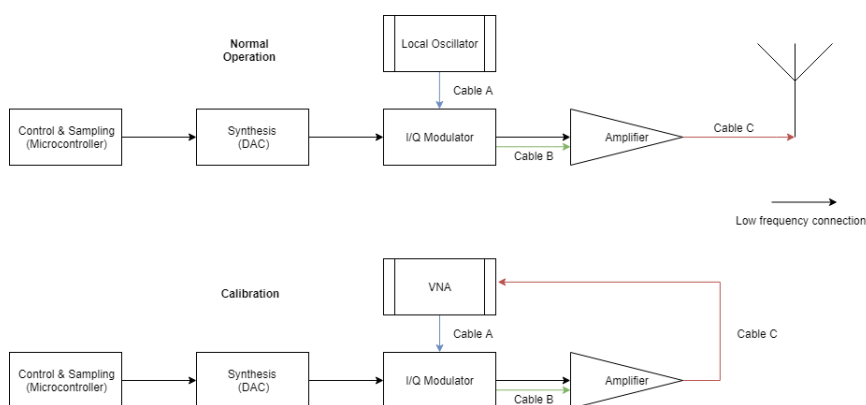 Normal
Operation
Local Oscillator
Cable A
Control & Sampling
(Microcontroller)
Synthesis
(DAC)
I/Q Modulator
Cable B
Amplifier
Cable C
Low frequency connection
Calibration
VNA
Cable A
Cable C
Control & Sampling
(Microcontroller)
Synthesis
(DAC)
I/Q Modulator
Cable B
Amplifier